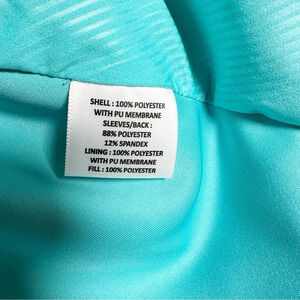 SHELL : 100% POLYESTER
WITH PU MEMBRANE
SLEEVES/BACK :
88% POLYESTER
12% SPANDEX
LINING : 100% POLYESTER
WITH PU MEMBRANE
FILL : 100% POLYESTER